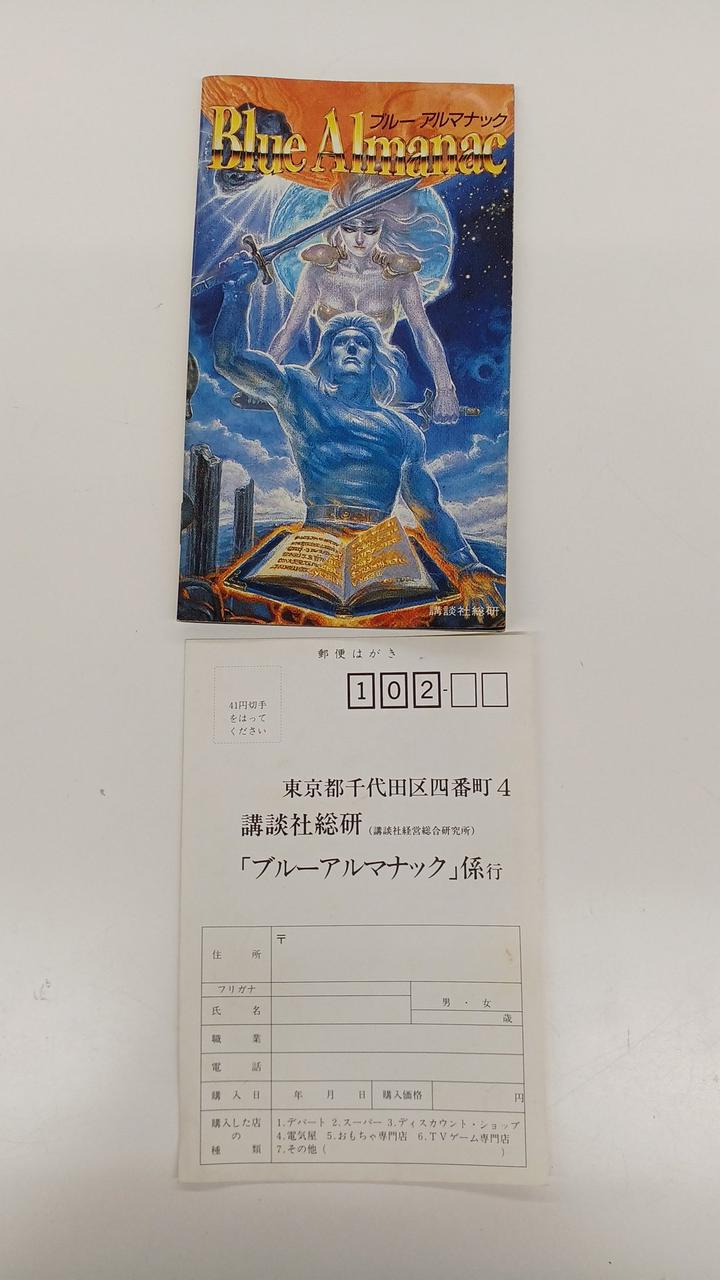 ブルー アルマナック
Blue Almanac
講談社総研
郵便はがき
41円切手
をはって
ください
102-
東京都千代田区四番町4
講談社総研(講談社経営総合研究所)
「ブルーアルマナック」係行
住所 〒
フリガナ
氏名 男・女
歳
職業
電話
購入日 年 月 日 購入価格 円
購入した店
の
種類
1.デパート 2.スーパー 3.ディスカウント・ショップ
4.電気屋 5.おもちゃ専門店 6.TVゲーム専門店
7.その他( )